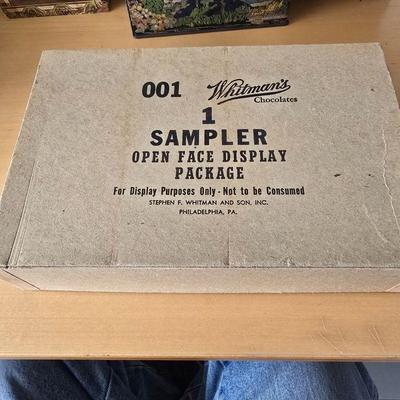 001 Whitman's
Chocolates
1
SAMPLER
OPEN FACE DISPLAY
PACKAGE
For Display Purposes Only - Not to be Consumed
STEPHEN F. WHITMAN AND SON, INC.
PHILADELPHIA, PA.